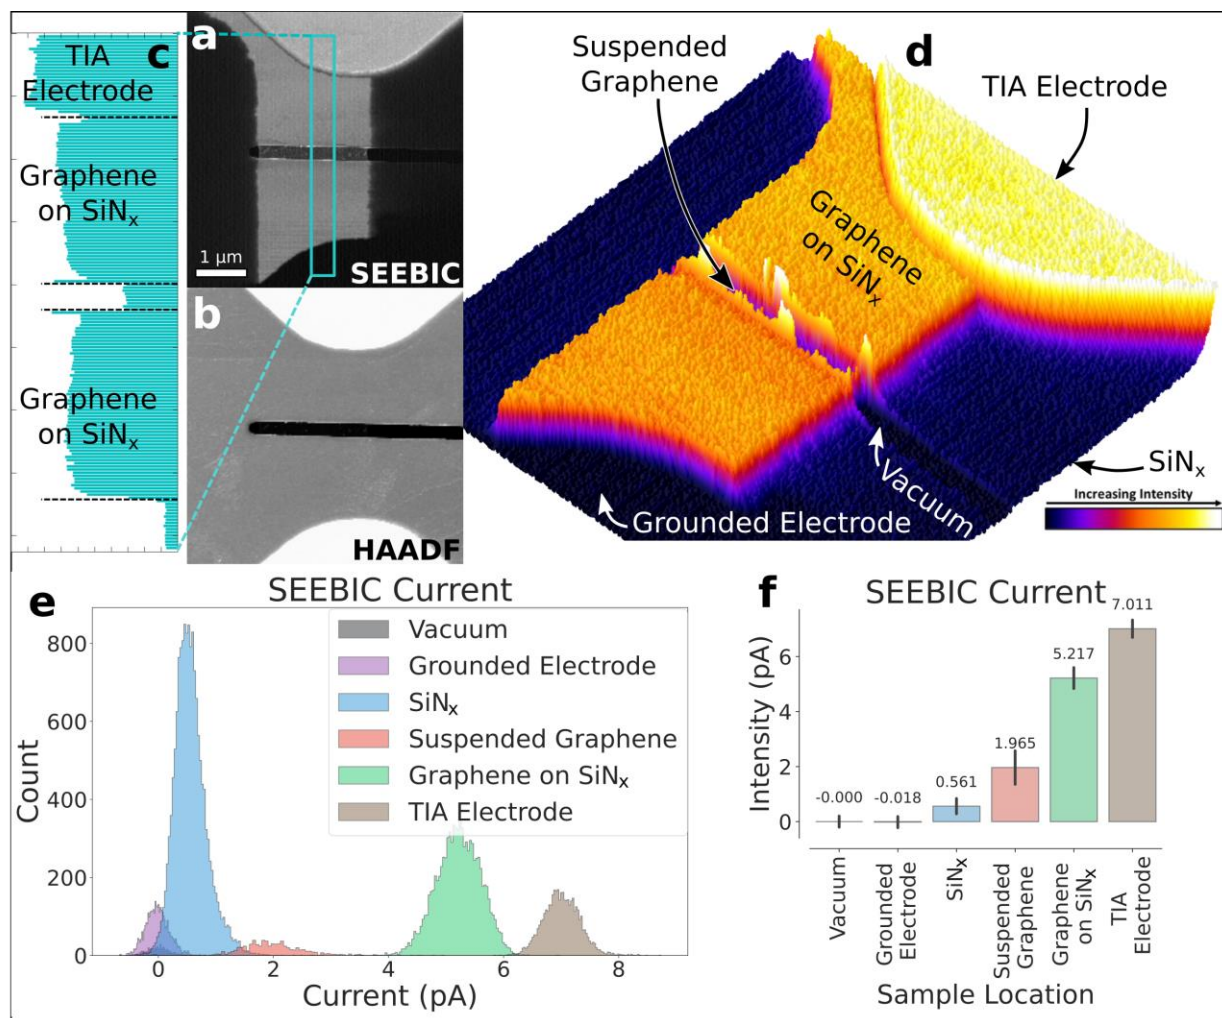 TIA
Electrode
c
Graphene
on SiNx
Graphene
on SiNx
a
1 μm
SEEBIC
b
HAADF
d
Suspended
Graphene
TIA Electrode
Graphene
on SiNx
SiNx
Vacuum
Grounded Electrode
Increasing Intensity
e
SEEBIC Current
Count
800
600
400
200
0
Vacuum
Grounded Electrode
SiNx
Suspended Graphene
Graphene on SiNx
TIA Electrode
0 2 4 6 8
Current (pA)
f
SEEBIC Current
Intensity (pA)
6
4
2
0
-0.000
-0.018
0.561
1.965
5.217
7.011
Vacuum
Grounded
Electrode
SiNx
Suspended
Graphene
Graphene
on SiNx
TIA
Electrode
Sample Location